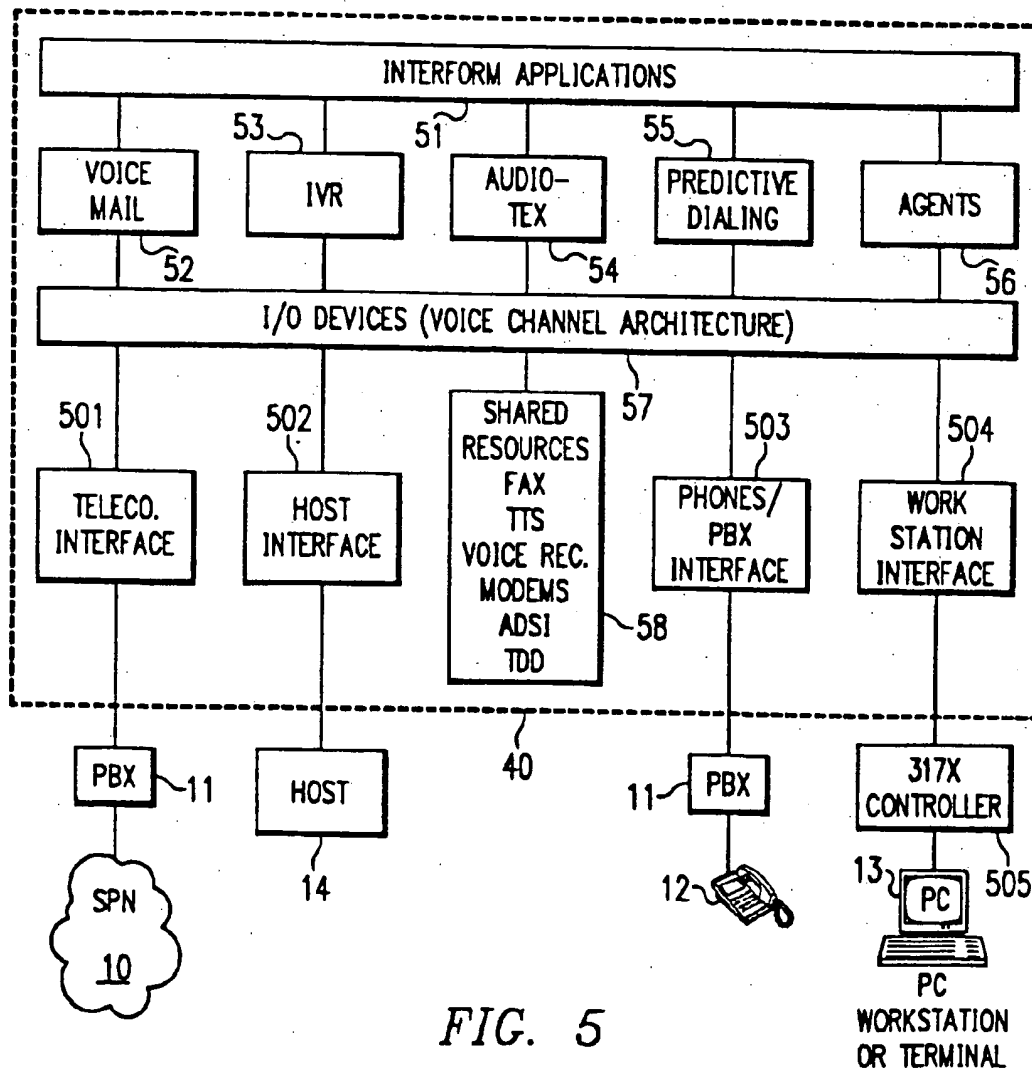 INTERFORM APPLICATIONS
51
VOICE
MAIL
52
53
IVR
AUDIO-
TEX
54
55
PREDICTIVE
DIALING
AGENTS
56
I/O DEVICES (VOICE CHANNEL ARCHITECTURE)
57
501
TELECO.
INTERFACE
502
HOST
INTERFACE
SHARED
RESOURCES
FAX
TTS
VOICE REC.
MODEMS
ADSI
TDD
58
503
PHONES/
PBX
INTERFACE
504
WORK
STATION
INTERFACE
40
PBX
11
SPN
10
HOST
14
11
PBX
12
317X
CONTROLLER
505
13
PC
PC
WORKSTATION
OR TERMINAL
FIG. 5